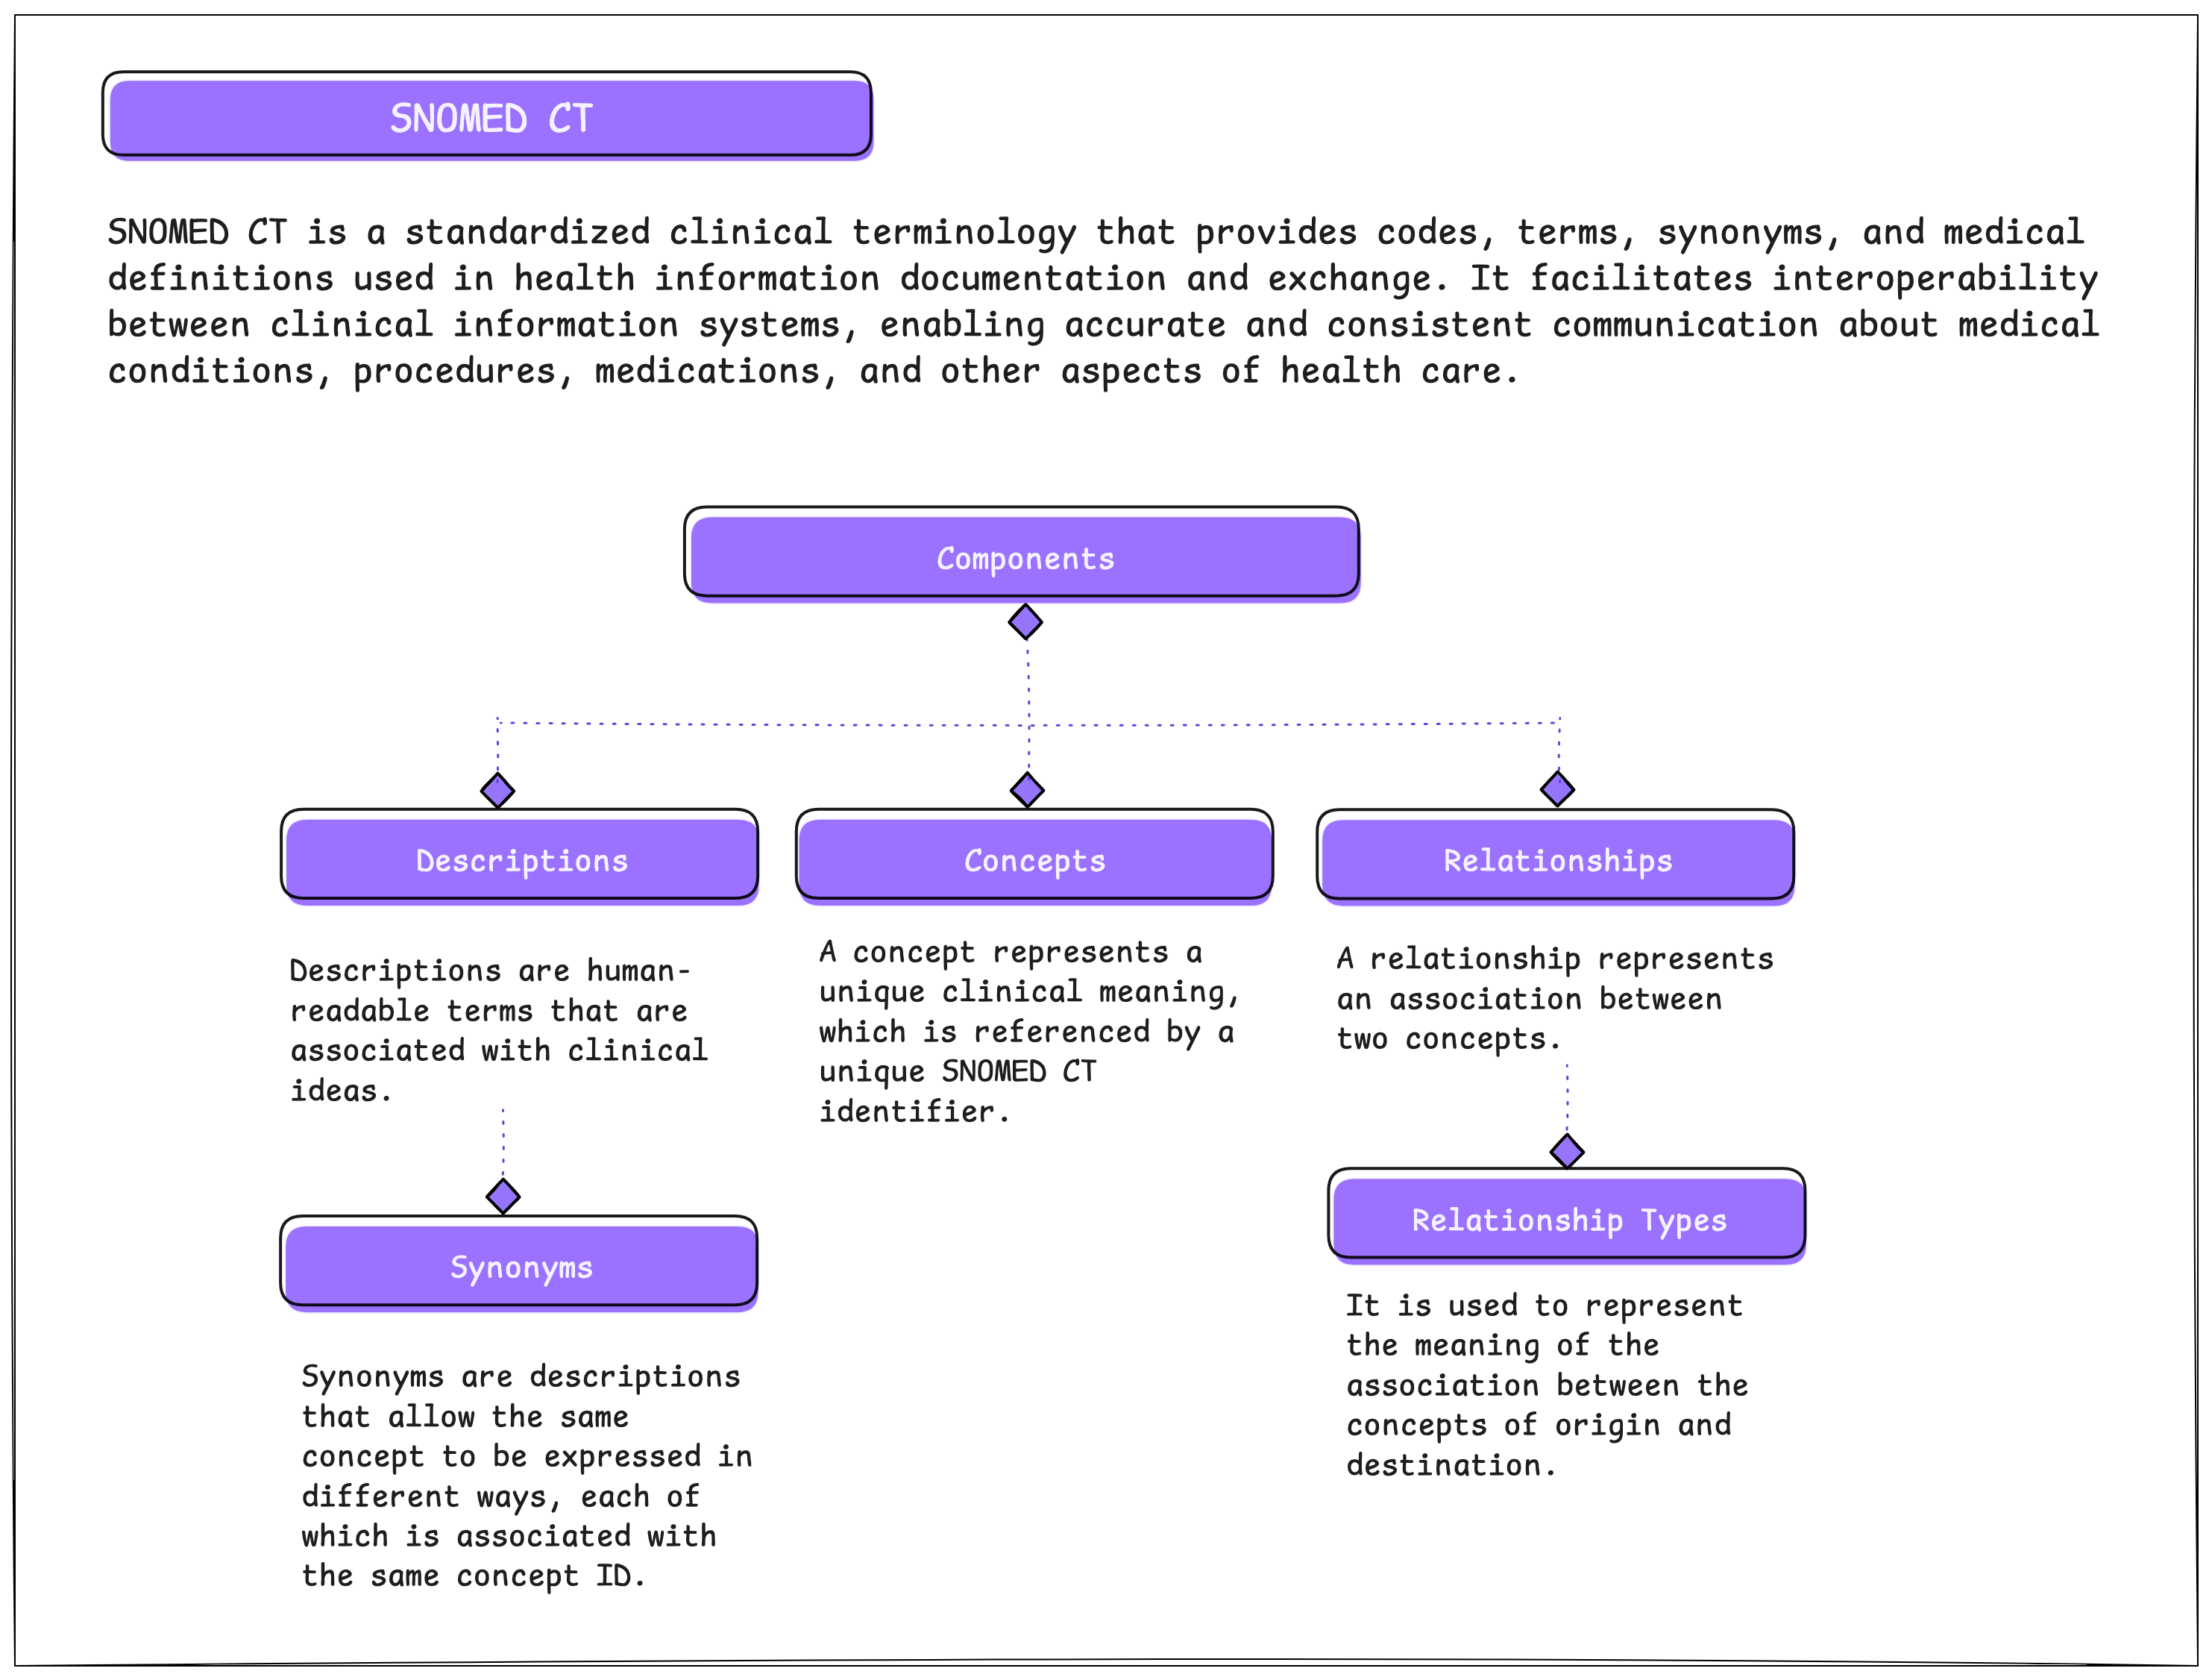 SNOMED CT
SNOMED CT is a standardized clinical terminology that provides codes, terms, synonyms, and medical
definitions used in health information documentation and exchange. It facilitates interoperability
between clinical information systems, enabling accurate and consistent communication about medical
conditions, procedures, medications, and other aspects of health care.
Components
Descriptions
Descriptions are human-
readable terms that are
associated with clinical
ideas.
Synonyms
Synonyms are descriptions
that allow the same
concept to be expressed in
different ways, each of
which is associated with
the same concept ID.
Concepts
A concept represents a
unique clinical meaning,
which is referenced by a
unique SNOMED CT
identifier.
Relationships
A relationship represents
an association between
two concepts.
Relationship Types
It is used to represent
the meaning of the
association between the
concepts of origin and
destination.